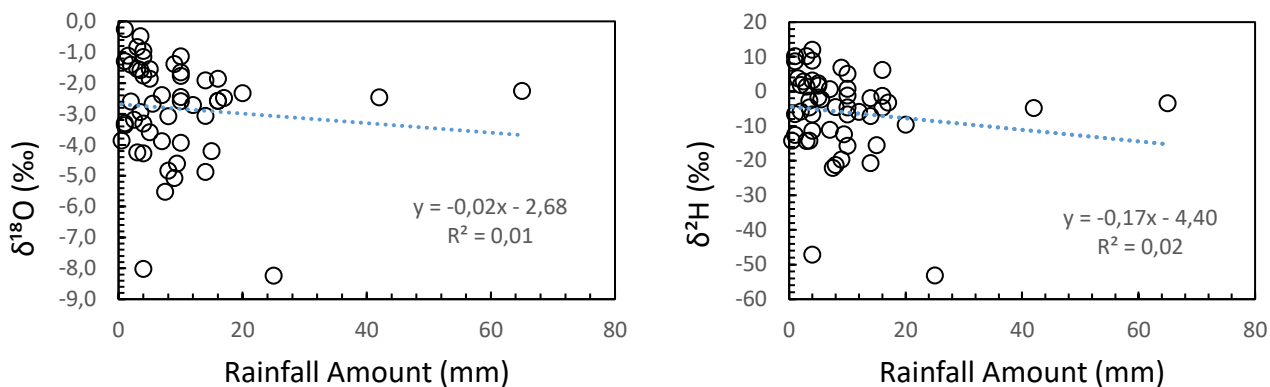 0,0
-1,0
-2,0
-3,0
-4,0
-5,0
-6,0
-7,0
-8,0
-9,0
δ¹⁸O (‰)
y = -0,02x - 2,68
R² = 0,01
0 20 40 60 80
Rainfall Amount (mm)
20
10
0
-10
-20
-30
-40
-50
-60
δ²H (‰)
y = -0,17x - 4,40
R² = 0,02
0 20 40 60 80
Rainfall Amount (mm)